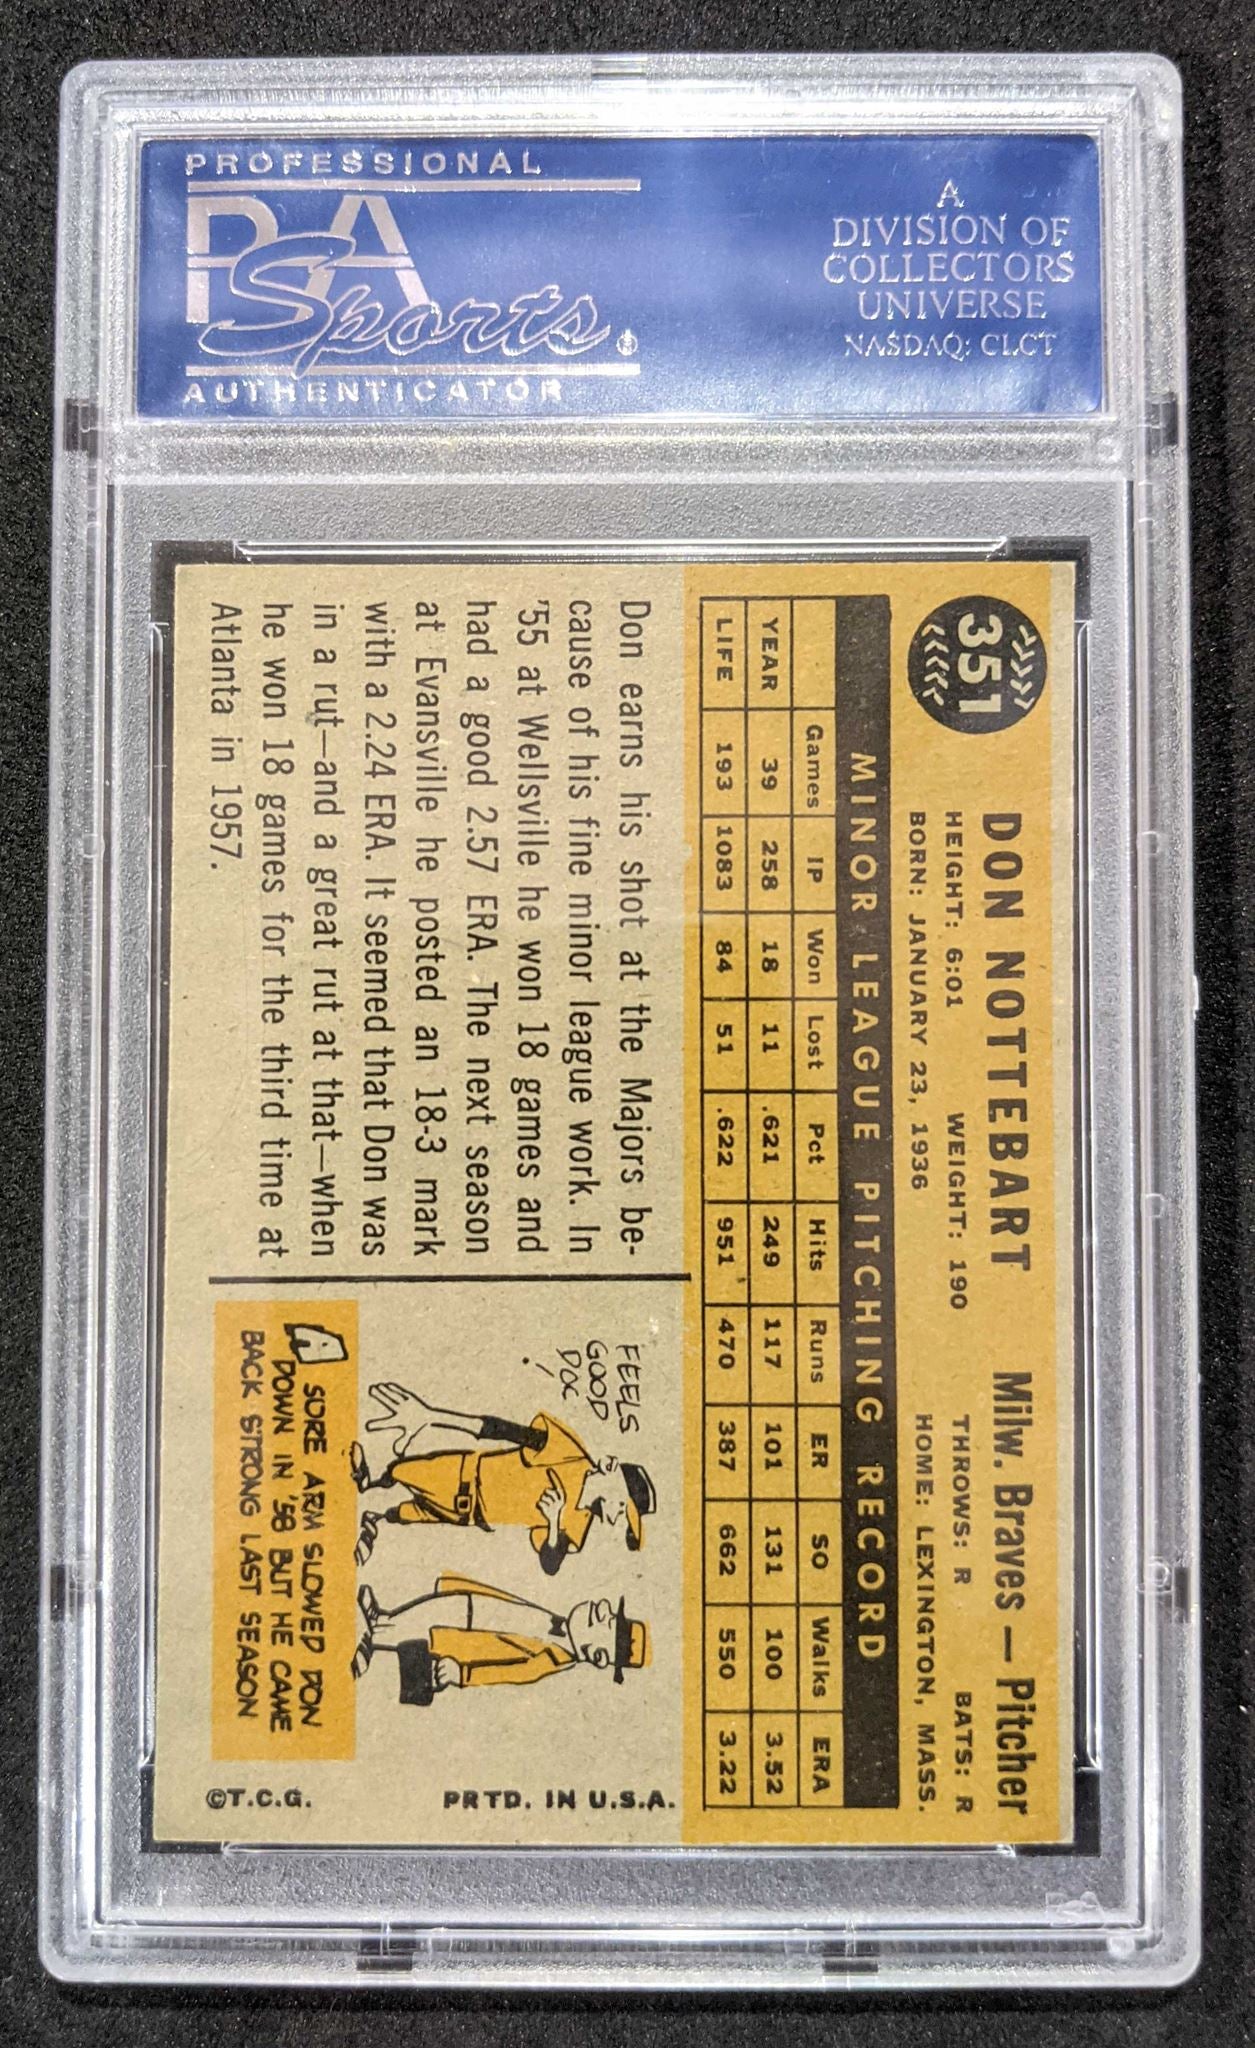 PROFESSIONAL
PSA
Sports
AUTHENTICATOR
A
DIVISION OF
COLLECTORS
UNIVERSE
NASDAQ: CLCT
351
DON NOTTEBART Milw. Braves — Pitcher
HEIGHT: 6:01 WEIGHT: 190 THROWS: R BATS: R
BORN: JANUARY 23, 1936 HOME: LEXINGTON, MASS.
MINOR LEAGUE PITCHING RECORD
Games IP Won Lost Pct Hits Runs ER SO Walks ERA
YEAR 39 258 18 11 .621 249 117 101 131 100 3.52
LIFE 193 1083 84 51 .622 951 470 387 662 550 3.22
Don earns his shot at the Majors be-
cause of his fine minor league work. In
'55 at Wellsville he won 18 games and
had a good 2.57 ERA. The next season
at Evansville he posted an 18-3 mark
with a 2.24 ERA. It seemed that Don was
in a rut—and a great rut at that—when
he won 18 games for the third time at
Atlanta in 1957.
FEELS
GOOD
DOC!
SORE ARM SLOWED DON
DOWN IN '58 BUT HE CAME
BACK STRONG LAST SEASON
PRTD. IN U.S.A.
©T.C.G.